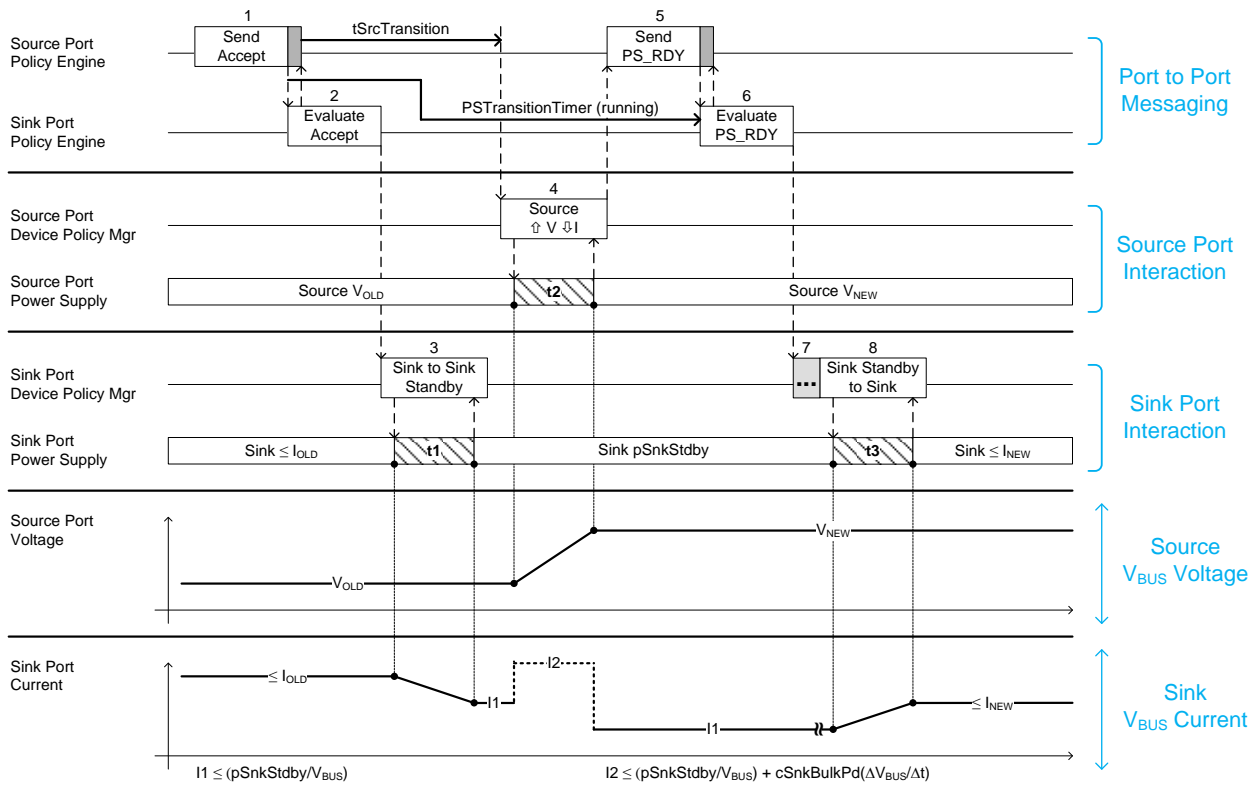 1
Send
Accept
tSrcTransition
5
Send
PS_RDY
Source Port
Policy Engine
2
Evaluate
Accept
PSTransitionTimer (running)
6
Evaluate
PS_RDY
Sink Port
Policy Engine
Port to Port
Messaging
4
Source
⇧ V ⇩I
Source Port
Device Policy Mgr
Source Port
Power Supply
Source VOLD
t2
Source VNEW
Source Port
Interaction
3
Sink to Sink
Standby
7
...
8
Sink Standby
to Sink
Sink Port
Device Policy Mgr
Sink Port
Power Supply
Sink ≤ IOLD
t1
Sink pSnkStdby
t3
Sink ≤ INEW
Sink Port
Interaction
Source Port
Voltage
VOLD
VNEW
Source
VBUS Voltage
Sink Port
Current
≤ IOLD
I1
I2
I1
≤ INEW
Sink
VBUS Current
I1 ≤ (pSnkStdby/VBUS)
I2 ≤ (pSnkStdby/VBUS) + cSnkBulkPd(ΔVBUS/Δt)